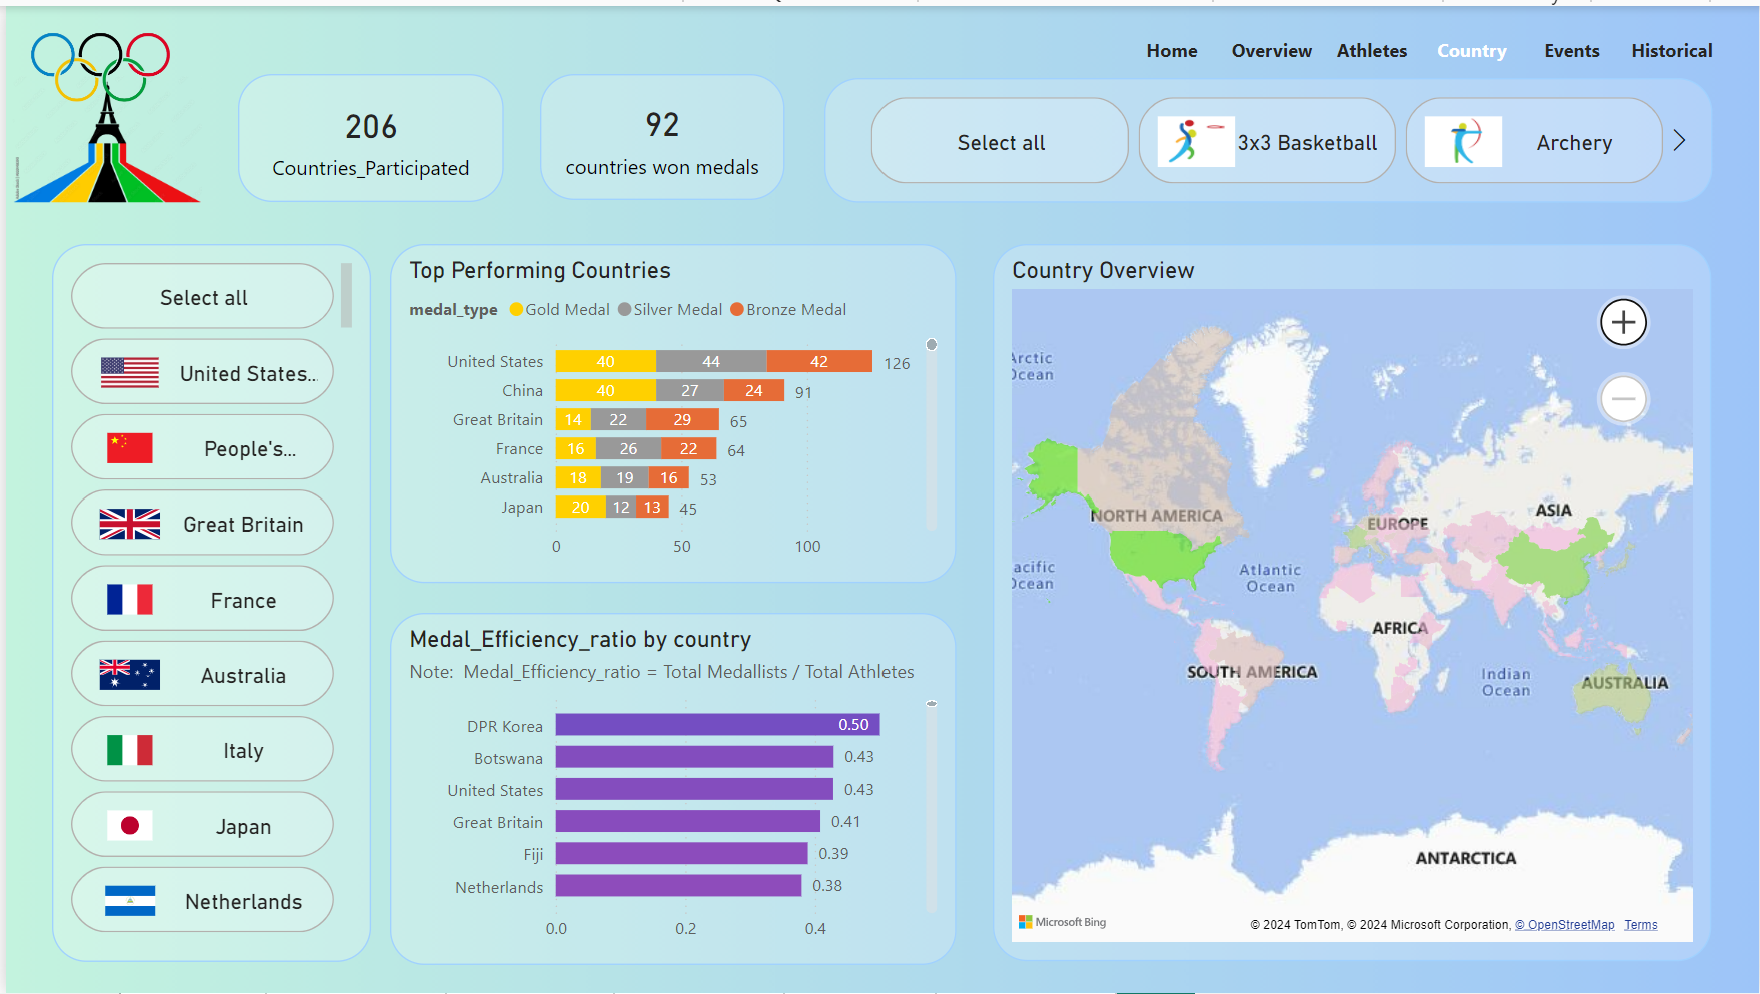 Home Overview Athletes Country Events Historical
206
Countries_Participated
92
countries won medals
Select all
3x3 Basketball
Archery
Select all
United States...
People's...
Great Britain
France
Australia
Italy
Japan
Netherlands
Top Performing Countries
medal_type Gold Medal Silver Medal Bronze Medal
United States 40 44 42 126
China 40 27 24 91
Great Britain 14 22 29 65
France 16 26 22 64
Australia 18 19 16 53
Japan 20 12 13 45
0 50 100
Medal_Efficiency_ratio by country
Note: Medal_Efficiency_ratio = Total Medallists / Total Athletes
DPR Korea 0.50
Botswana 0.43
United States 0.43
Great Britain 0.41
Fiji 0.39
Netherlands 0.38
0.0 0.2 0.4
Country Overview
Arctic
Ocean
NORTH AMERICA
EUROPE
ASIA
acific
Ocean
Atlantic
Ocean
AFRICA
SOUTH AMERICA
Indian
Ocean
AUSTRALIA
ANTARCTICA
Microsoft Bing
© 2024 TomTom, © 2024 Microsoft Corporation, © OpenStreetMap Terms